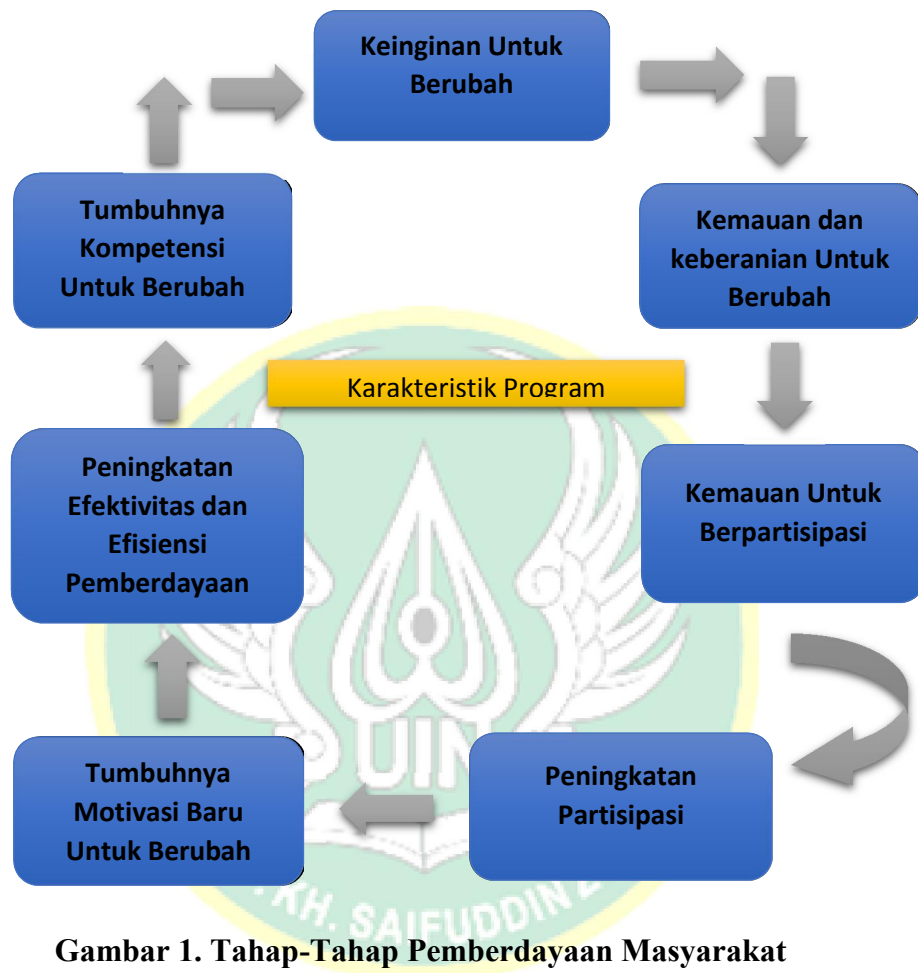 Keinginan Untuk
Berubah
Tumbuhnya
Kompetensi
Untuk Berubah
Kemauan dan
keberanian Untuk
Berubah
Karakteristik Program
Peningkatan
Efektivitas dan
Efisiensi
Pemberdayaan
Kemauan Untuk
Berpartisipasi
UIN
Tumbuhnya
Motivasi Baru
Untuk Berubah
Peningkatan
Partisipasi
KH. SAIFUDDIN
Gambar 1. Tahap-Tahap Pemberdayaan Masyarakat